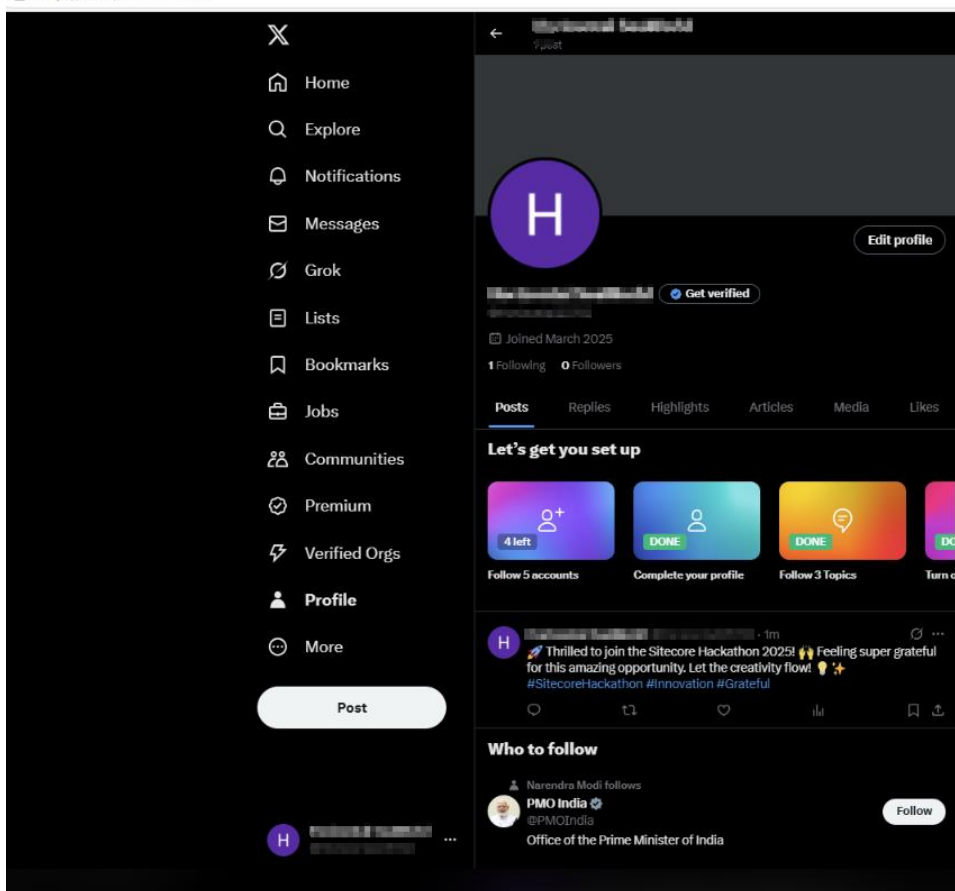 Home
Explore
Notifications
Messages
Grok
Lists
Bookmarks
Jobs
Communities
Premium
Verified Orgs
Profile
More
Post
H
←
post
H
Edit profile
Get verified
Joined March 2025
1 Following 0 Followers
Posts Replies Highlights Articles Media Likes
Let's get you set up
4 left
DONE
DONE
Follow 5 accounts
Complete your profile
Follow 3 Topics
H
· 1m
🚀 Thrilled to join the Sitecore Hackathon 2025! 🙌 Feeling super grateful
for this amazing opportunity. Let the creativity flow! 💡✨
#SitecoreHackathon #Innovation #Grateful
Who to follow
Narendra Modi follows
PMO India
@PMOIndia
Follow
Office of the Prime Minister of India